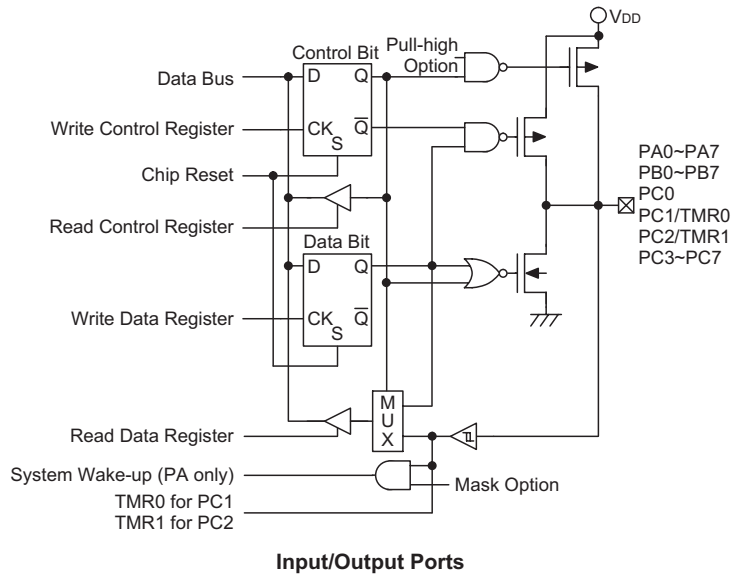 VDD
Control Bit
Pull-high
Option
Data Bus
D
Q
Write Control Register
CK
Q
S
Chip Reset
PA0~PA7
PB0~PB7
PC0
PC1/TMR0
PC2/TMR1
PC3~PC7
Read Control Register
Data Bit
D
Q
Write Data Register
CK
Q
S
M
U
X
Read Data Register
System Wake-up (PA only)
Mask Option
TMR0 for PC1
TMR1 for PC2
Input/Output Ports